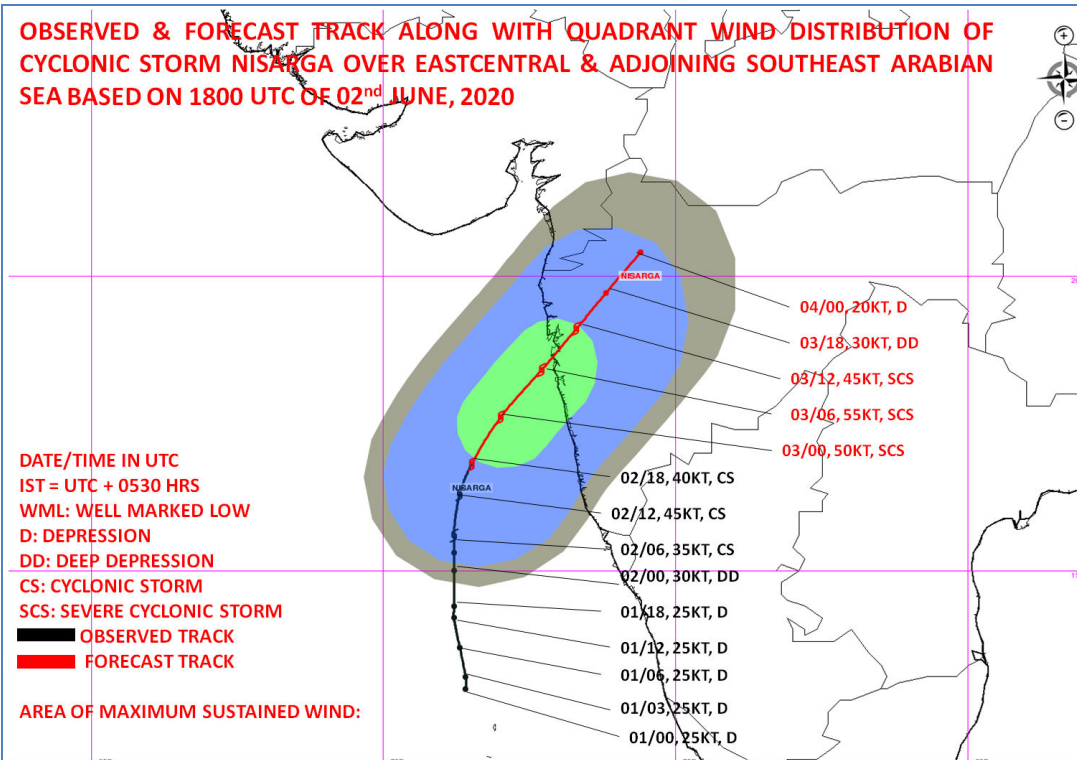 OBSERVED & FORECAST TRACK ALONG WITH QUADRANT WIND DISTRIBUTION OF
CYCLONIC STORM NISARGA OVER EASTCENTRAL & ADJOINING SOUTHEAST ARABIAN
SEA BASED ON 1800 UTC OF 02nd JUNE, 2020
NISARGA
04/00, 20KT, D
03/18, 30KT, DD
03/12, 45KT, SCS
03/06, 55KT, SCS
03/00, 50KT, SCS
02/18, 40KT, CS
NISARGA
02/12, 45KT, CS
02/06, 35KT, CS
02/00, 30KT, DD
01/18, 25KT, D
01/12, 25KT, D
01/06, 25KT, D
01/03, 25KT, D
01/00, 25KT, D
DATE/TIME IN UTC
IST = UTC + 0530 HRS
WML: WELL MARKED LOW
D: DEPRESSION
DD: DEEP DEPRESSION
CS: CYCLONIC STORM
SCS: SEVERE CYCLONIC STORM
OBSERVED TRACK
FORECAST TRACK
AREA OF MAXIMUM SUSTAINED WIND: